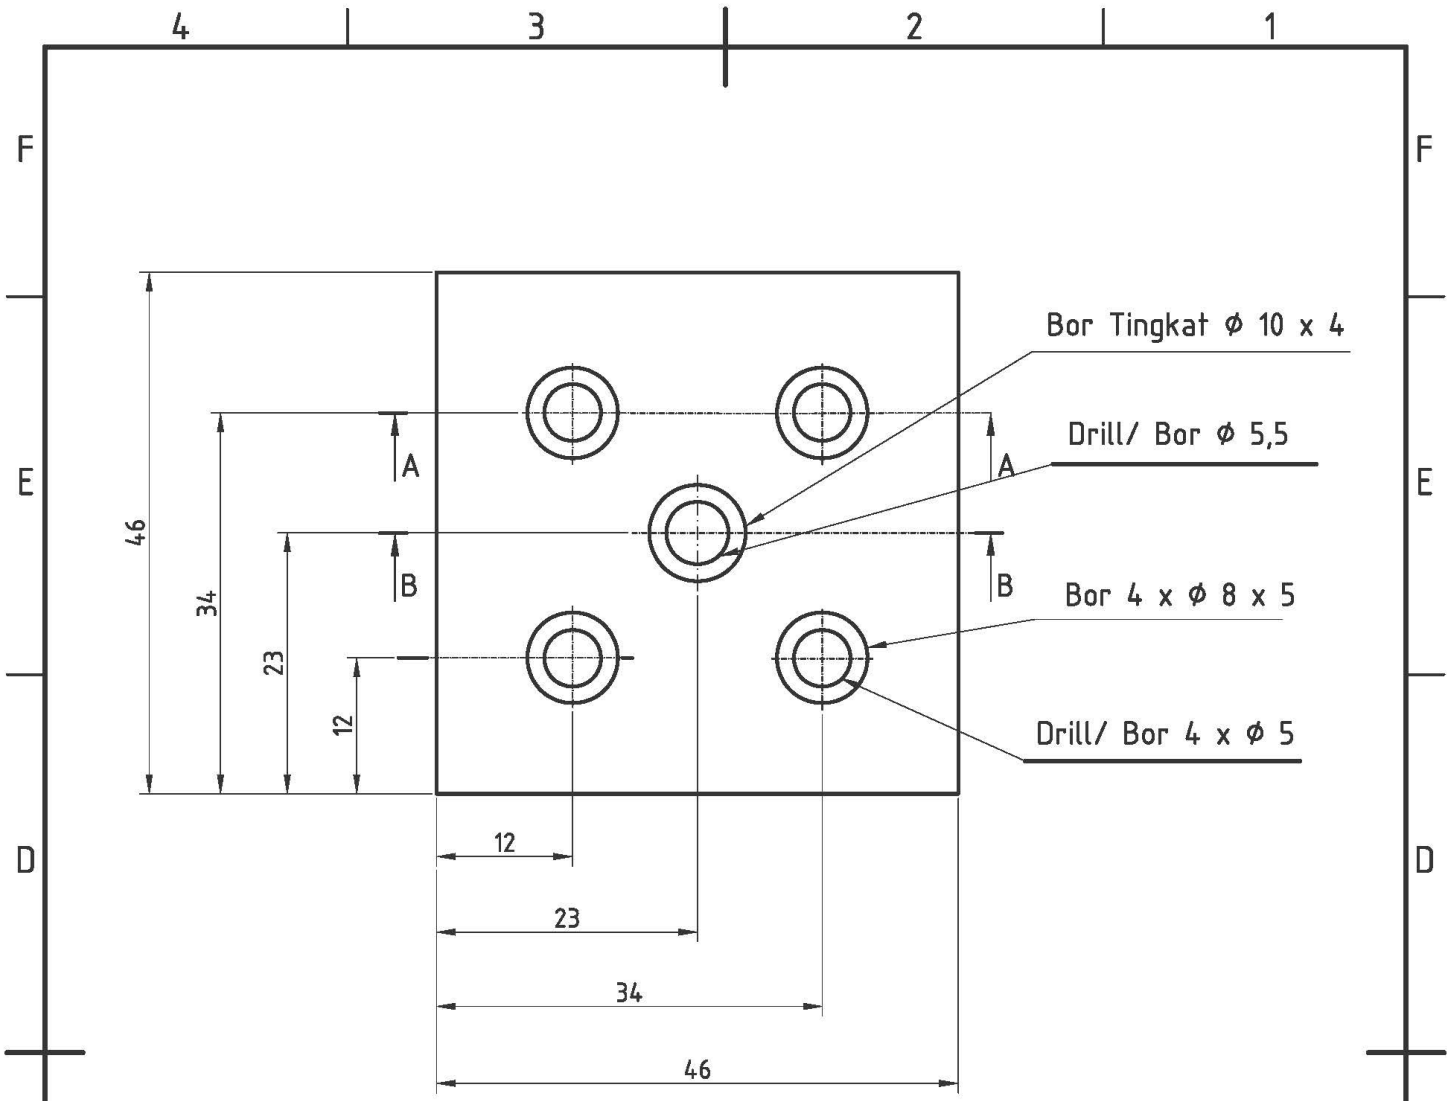 4 3 2 1
F F
Bor Tingkat ϕ 10 x 4
Drill/ Bor ϕ 5,5
A A
E E
46
B B
Bor 4 x ϕ 8 x 5
34
23
12
Drill/ Bor 4 x ϕ 5
12
D D
23
34
46